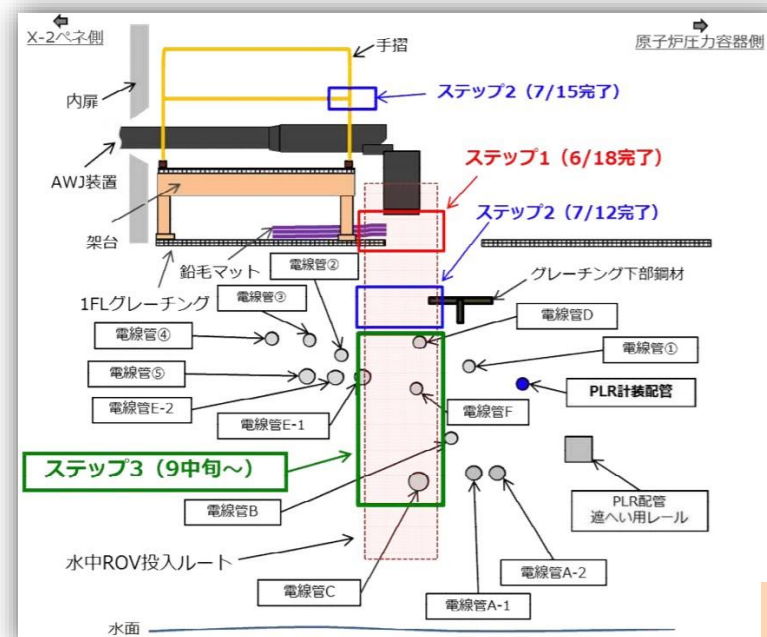 X-2ペネ側
原子炉圧力容器側
手摺
内扉
ステップ2（7/15完了）
AWJ装置
ステップ1（6/18完了）
架台
ステップ2（7/12完了）
鉛毛マット
電線管②
グレーチング下部鋼材
1FLグレーチング
電線管③
電線管D
電線管④
電線管①
電線管⑤
PLR計装配管
電線管E-2
電線管F
電線管E-1
ステップ3（9中旬～）
電線管B
PLR配管
遮へい用レール
水中ROV投入ルート
電線管C
電線管A-2
電線管A-1
水面